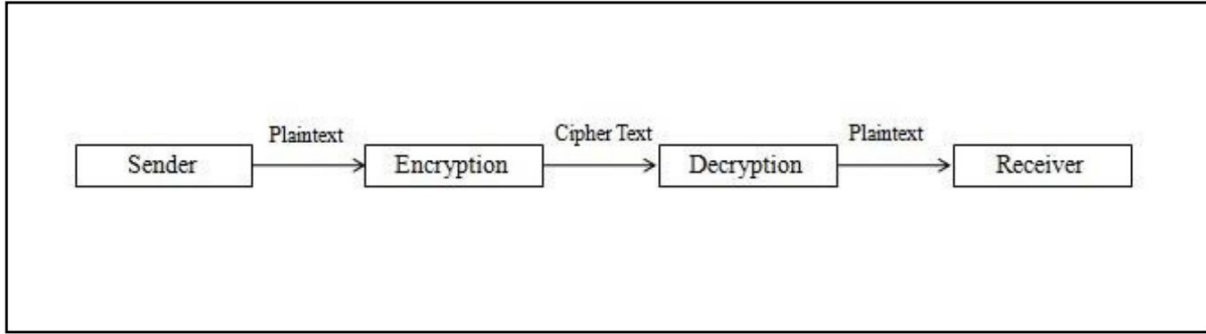 Plaintext
Cipher Text
Plaintext
Sender
Encryption
Decryption
Receiver